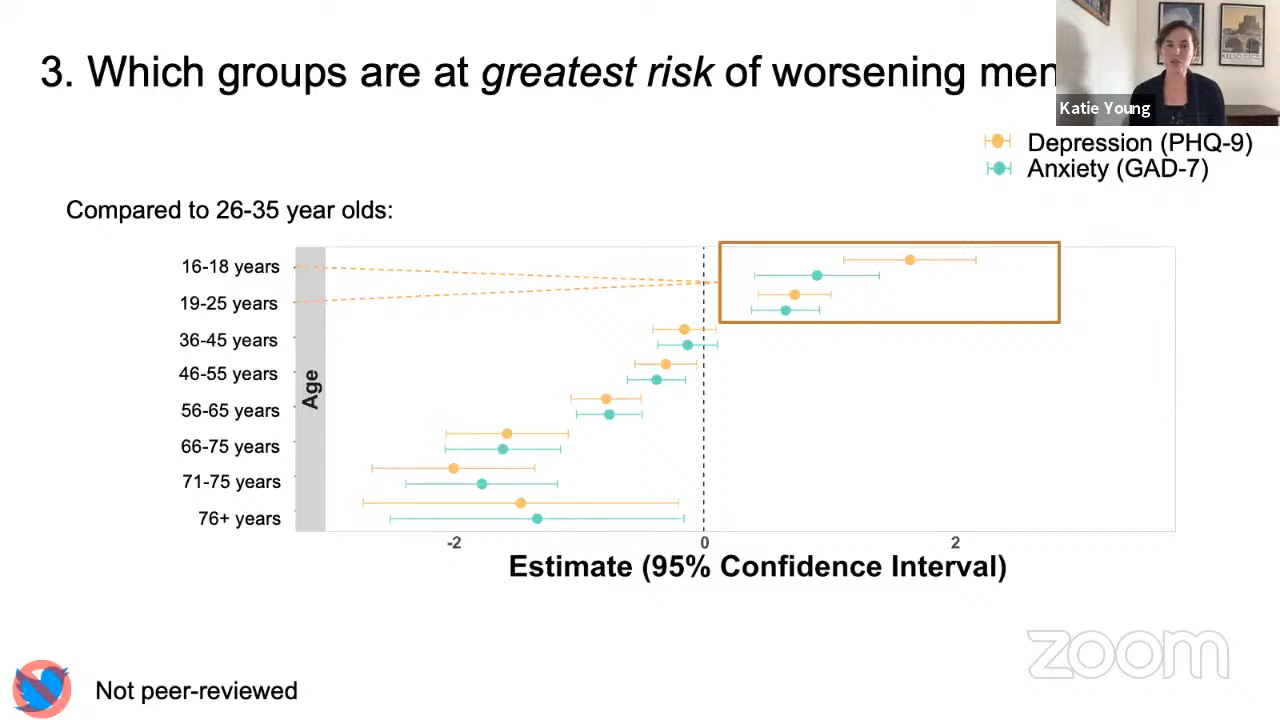 3. Which groups are at greatest risk of worsening men
Katie Young
KELSO
Depression (PHQ-9)
Anxiety (GAD-7)
Compared to 26-35 year olds:
16-18 years
19-25 years
36-45 years
46-55 years
56-65 years
66-75 years
71-75 years
76+ years
Age
-2 0 2
Estimate (95% Confidence Interval)
zoom
Not peer-reviewed